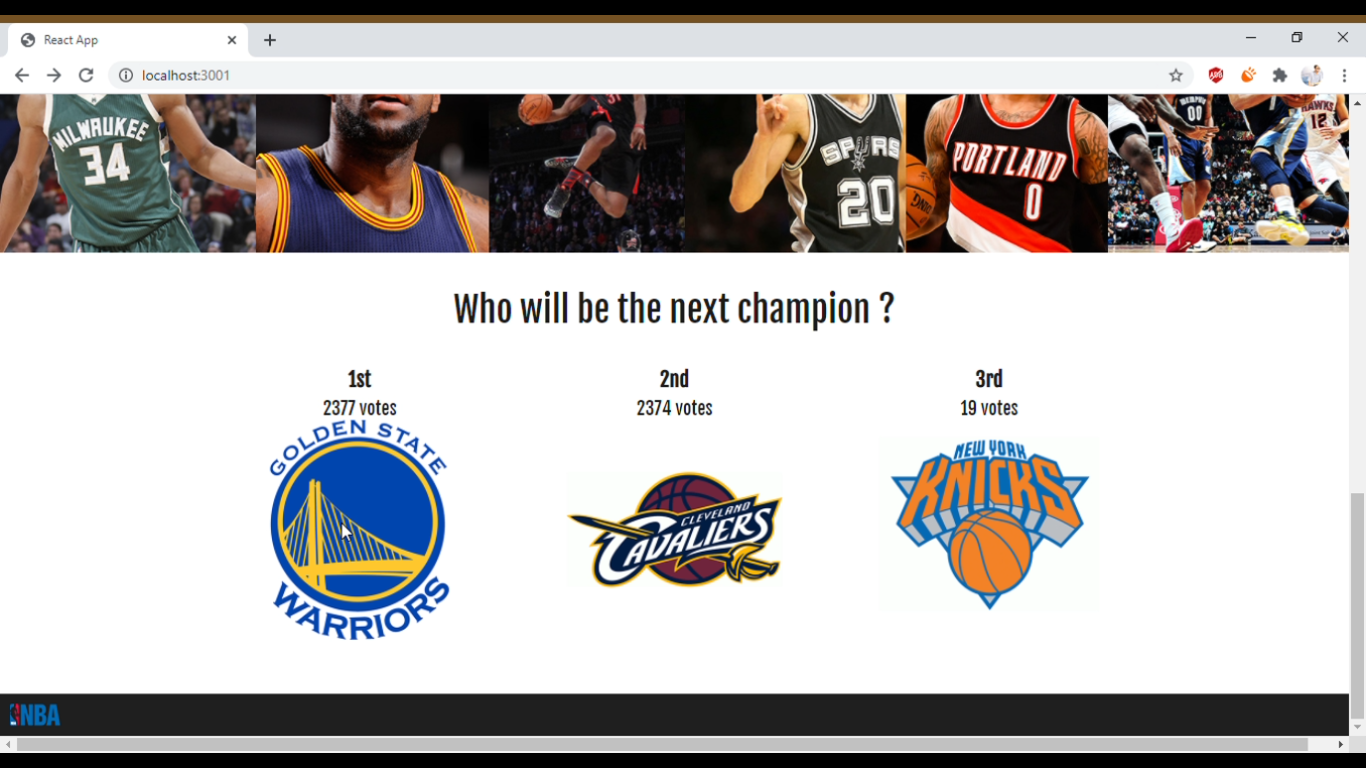 React App
localhost:3001
MILWAUKEE
34
SPURS
20
PORTLAND
0
MEMPHIS
00
HAWKS
12
Who will be the next champion ?
1st
2nd
3rd
2377 votes
2374 votes
19 votes
GOLDEN STATE
WARRIORS
CLEVELAND
CAVALIERS
NEW YORK
KNICKS
NBA